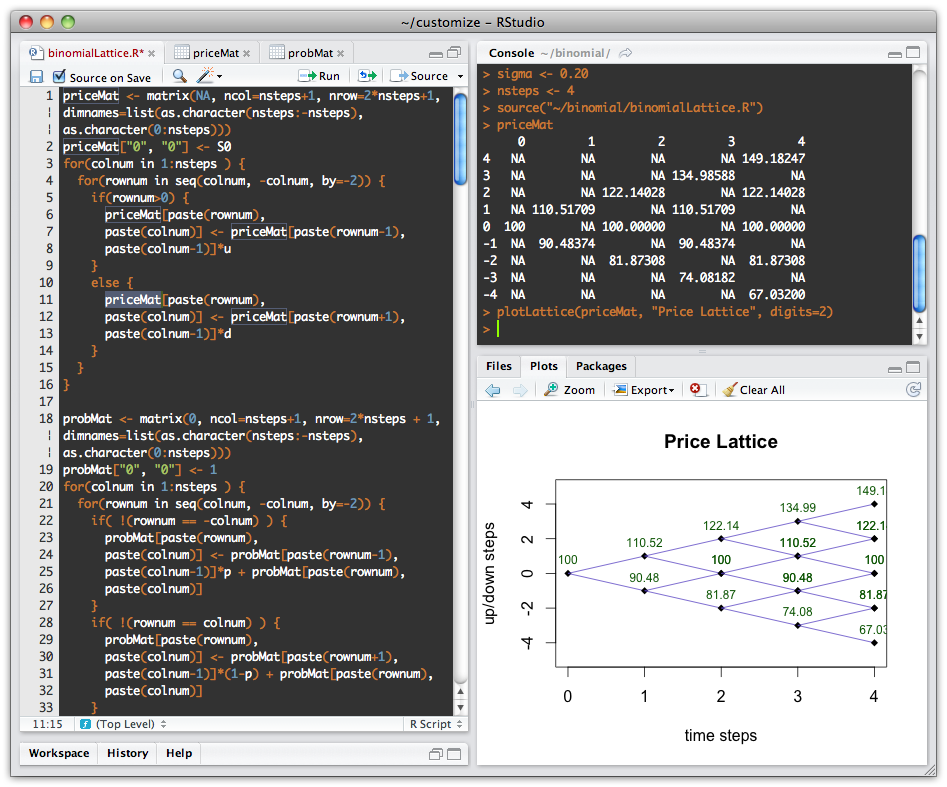 ~/customize – RStudio
binomialLattice.R* × priceMat × probMat ×
Source on Save Run Source
1 priceMat <- matrix(NA, ncol=nsteps+1, nrow=2*nsteps+1,
dimnames=list(as.character(nsteps:-nsteps),
as.character(0:nsteps)))
2 priceMat["0", "0"] <- S0
3 for(colnum in 1:nsteps ) {
4 for(rownum in seq(colnum, -colnum, by=-2)) {
5 if(rownum>0) {
6 priceMat[paste(rownum),
7 paste(colnum)] <- priceMat[paste(rownum-1),
8 paste(colnum-1)]*u
9 }
10 else {
11 priceMat[paste(rownum),
12 paste(colnum)] <- priceMat[paste(rownum+1),
13 paste(colnum-1)]*d
14 }
15 }
16 }
17
18 probMat <- matrix(0, ncol=nsteps+1, nrow=2*nsteps + 1,
dimnames=list(as.character(nsteps:-nsteps),
as.character(0:nsteps)))
19 probMat["0", "0"] <- 1
20 for(colnum in 1:nsteps ) {
21 for(rownum in seq(colnum, -colnum, by=-2)) {
22 if( !(rownum == -colnum) ) {
23 probMat[paste(rownum),
24 paste(colnum)] <- probMat[paste(rownum-1),
25 paste(colnum-1)]*p + probMat[paste(rownum),
26 paste(colnum)]
27 }
28 if( !(rownum == colnum) ) {
29 probMat[paste(rownum),
30 paste(colnum)] <- probMat[paste(rownum+1),
31 paste(colnum-1)]*(1-p) + probMat[paste(rownum),
32 paste(colnum)]
33 }
11:15 (Top Level) R Script
Workspace History Help
Console ~/binomial/
> sigma <- 0.20
> nsteps <- 4
> source("~/binomial/binomialLattice.R")
> priceMat
0 1 2 3 4
4 NA NA NA NA 149.18247
3 NA NA NA 134.98588 NA
2 NA NA 122.14028 NA 122.14028
1 NA 110.51709 NA 110.51709 NA
0 100 NA 100.00000 NA 100.00000
-1 NA 90.48374 NA 90.48374 NA
-2 NA NA 81.87308 NA 81.87308
-3 NA NA NA 74.08182 NA
-4 NA NA NA NA 67.03200
> plotLattice(priceMat, "Price Lattice", digits=2)
>
Files Plots Packages
Zoom Export Clear All
Price Lattice
149.1
134.99
4 122.14 122.1
2 110.52 110.52
0 100 100 100
90.48 90.48
-2 81.87 81.87
74.08
-4 67.03
up/down steps
0 1 2 3 4
time steps